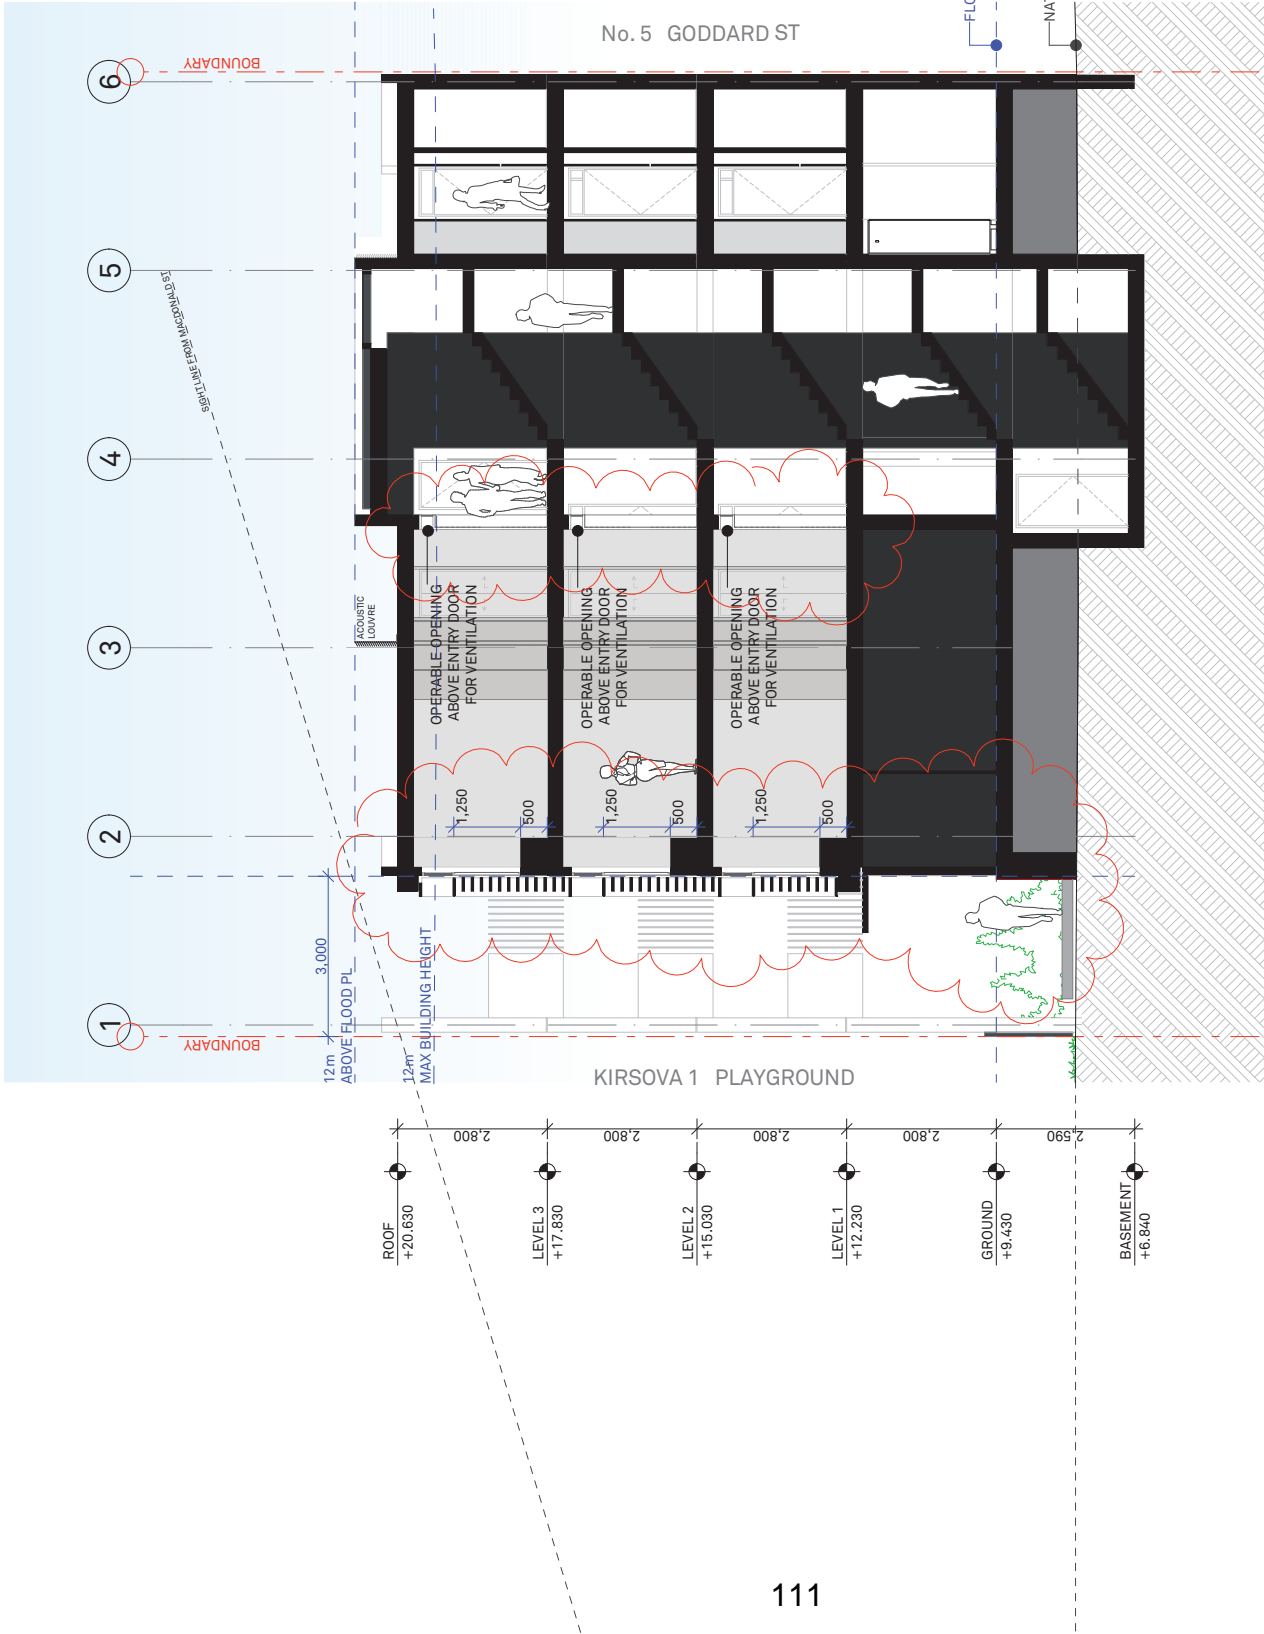 No. 5 GODDARD ST
FLO
NAT
BOUNDARY
6
5
4
3
2
1
SIGHT LINE FROM MACDONALD ST
ACOUSTIC
LOUVRE
OPERABLE OPENING
ABOVE ENTRY DOOR
FOR VENTILATION
OPERABLE OPENING
ABOVE ENTRY DOOR
FOR VENTILATION
OPERABLE OPENING
ABOVE ENTRY DOOR
FOR VENTILATION
1,250
500
1,250
500
1,250
500
3,000
12m
ABOVE FLOOD PL
12m
MAX BUILDING HEIGHT
BOUNDARY
KIRSOVA 1 PLAYGROUND
2,800
2,800
2,800
2,800
2,590
ROOF
+20.630
LEVEL 3
+17.830
LEVEL 2
+15.030
LEVEL 1
+12.230
GROUND
+9.430
BASEMENT
+6.840
111